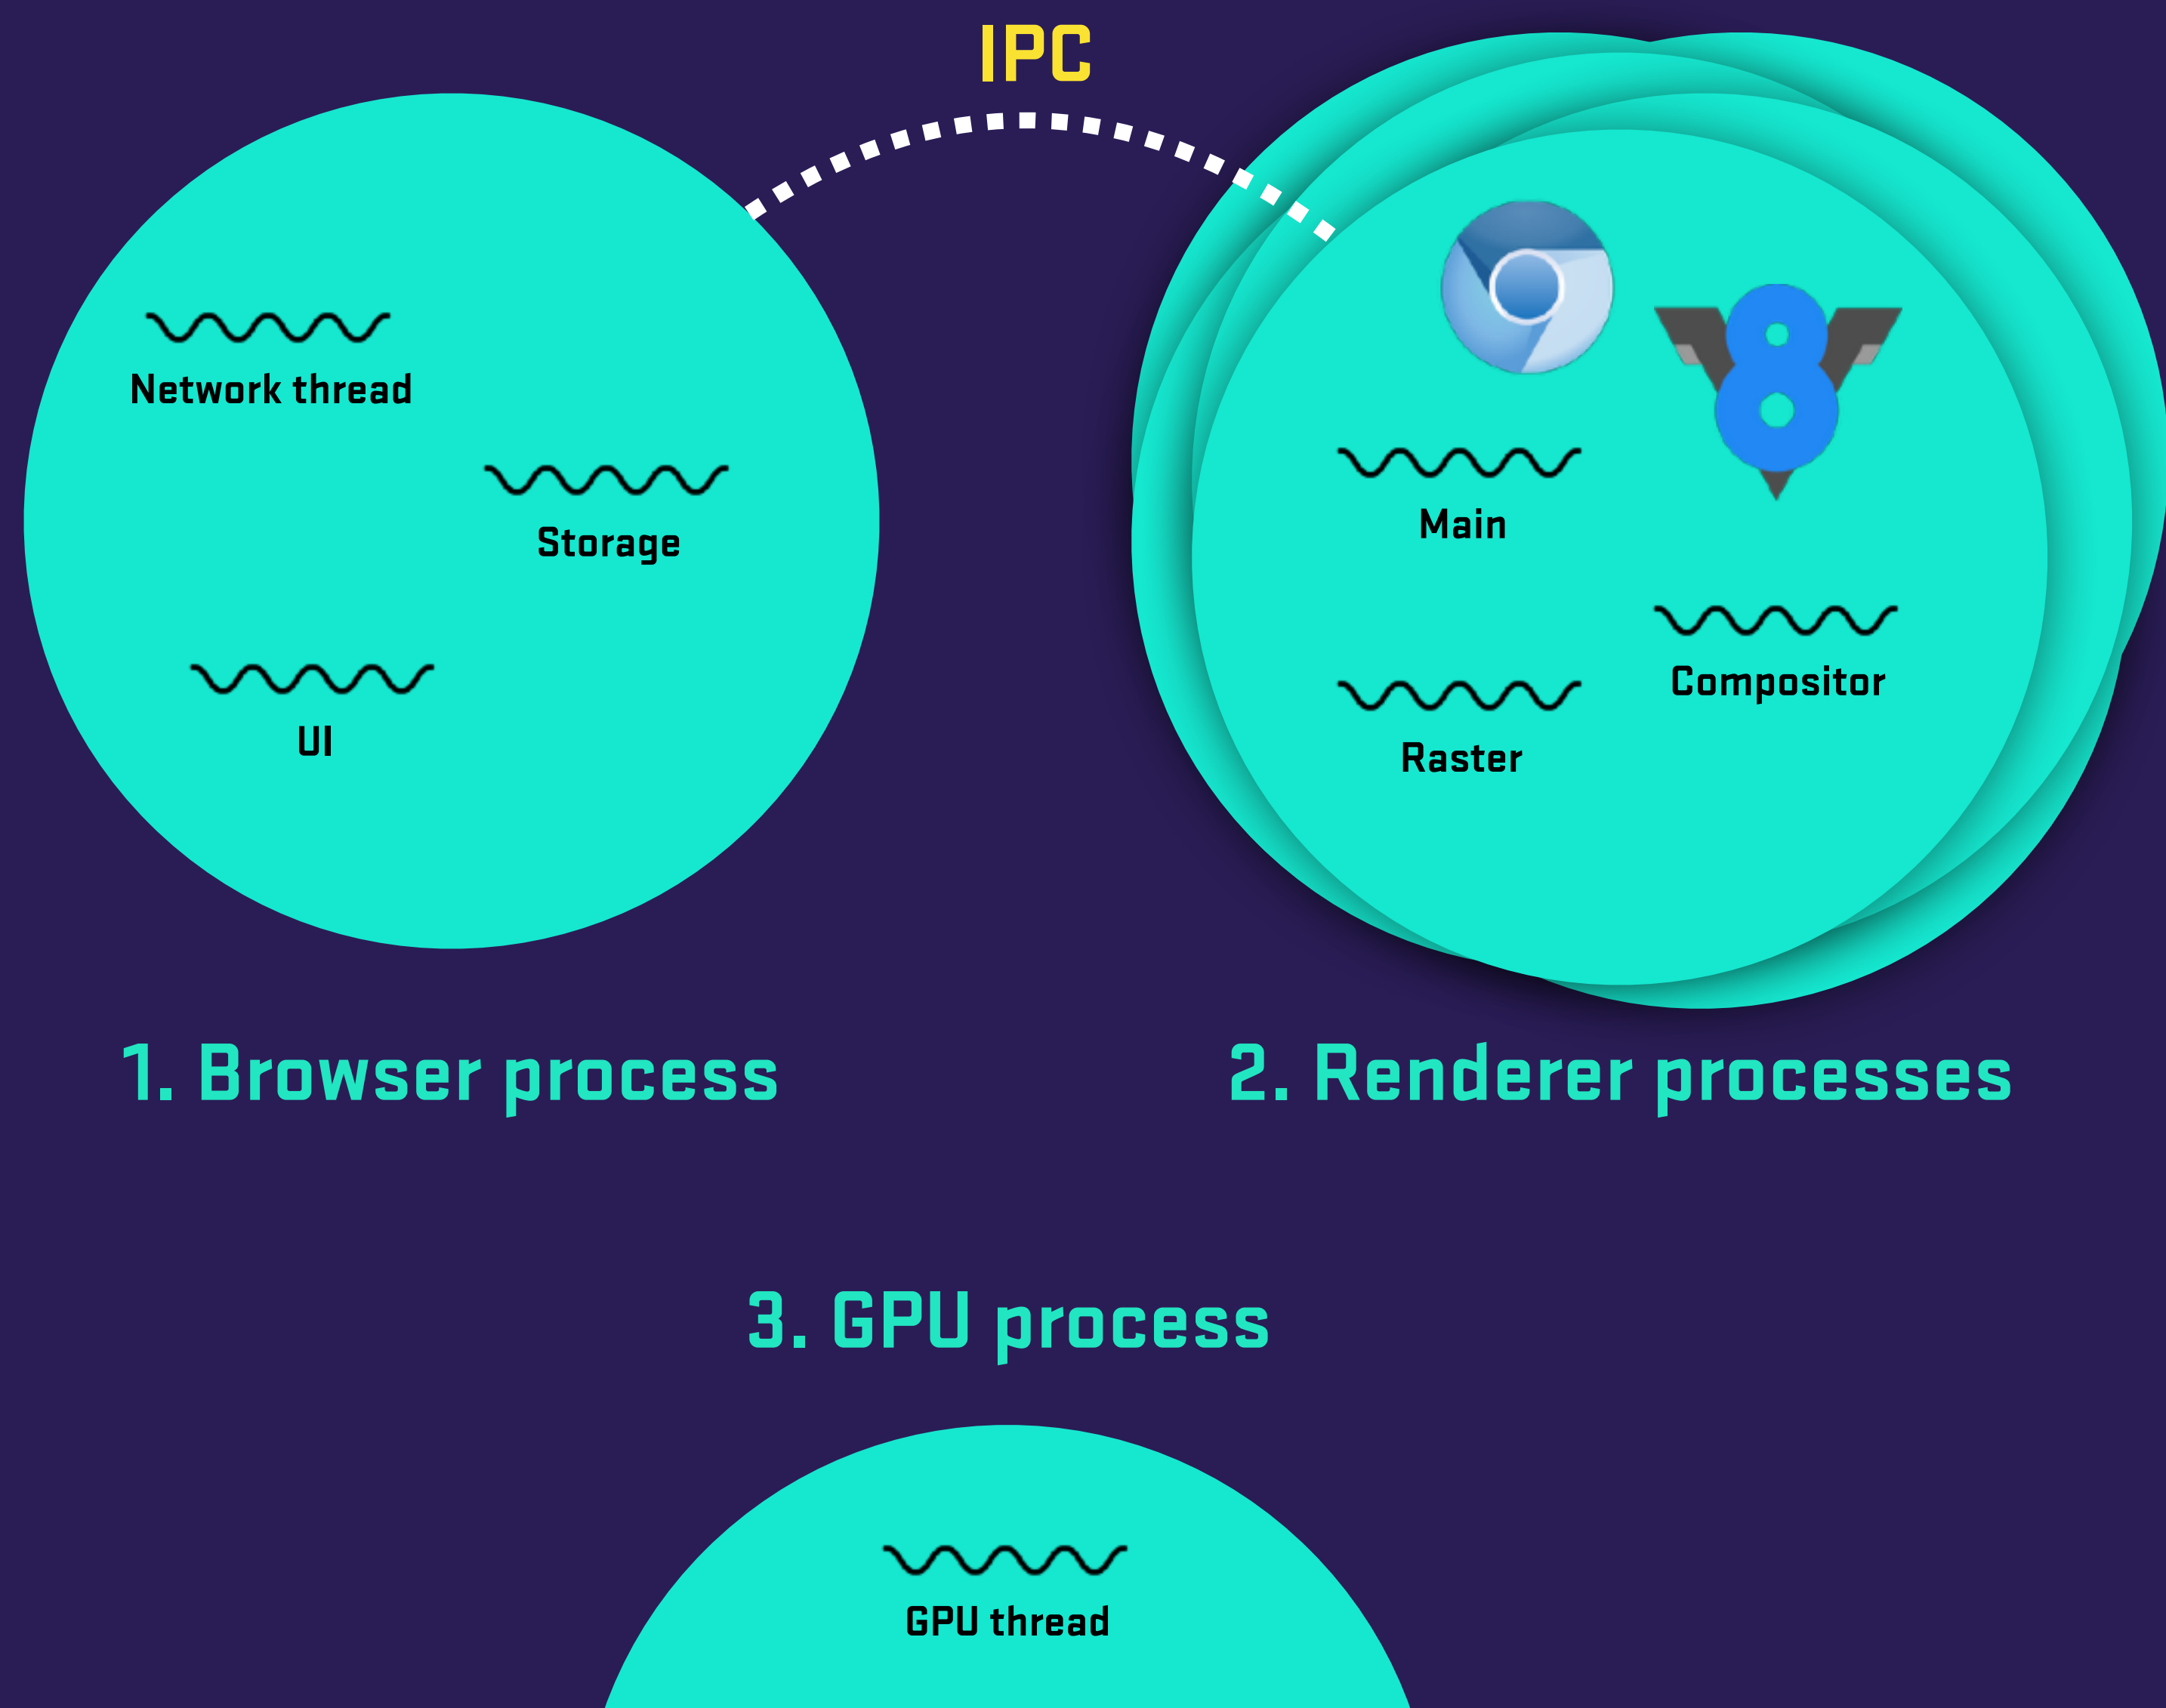 IPC
Network thread
Storage
UI
8
Main
Compositor
Raster
1. Browser process
2. Renderer processes
3. GPU process
GPU thread